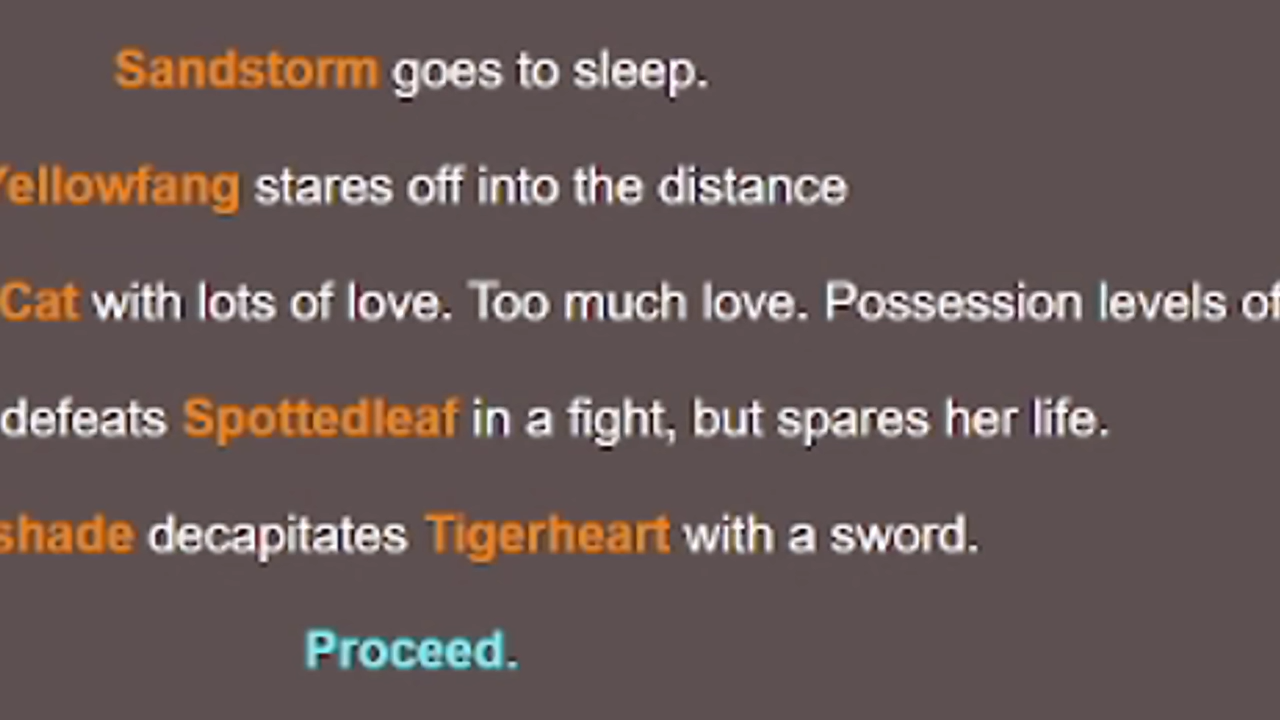 Sandstorm goes to sleep.
Yellowfang stares off into the distance
Cat with lots of love. Too much love. Possession levels of
defeats Spottedleaf in a fight, but spares her life.
shade decapitates Tigerheart with a sword.
Proceed.